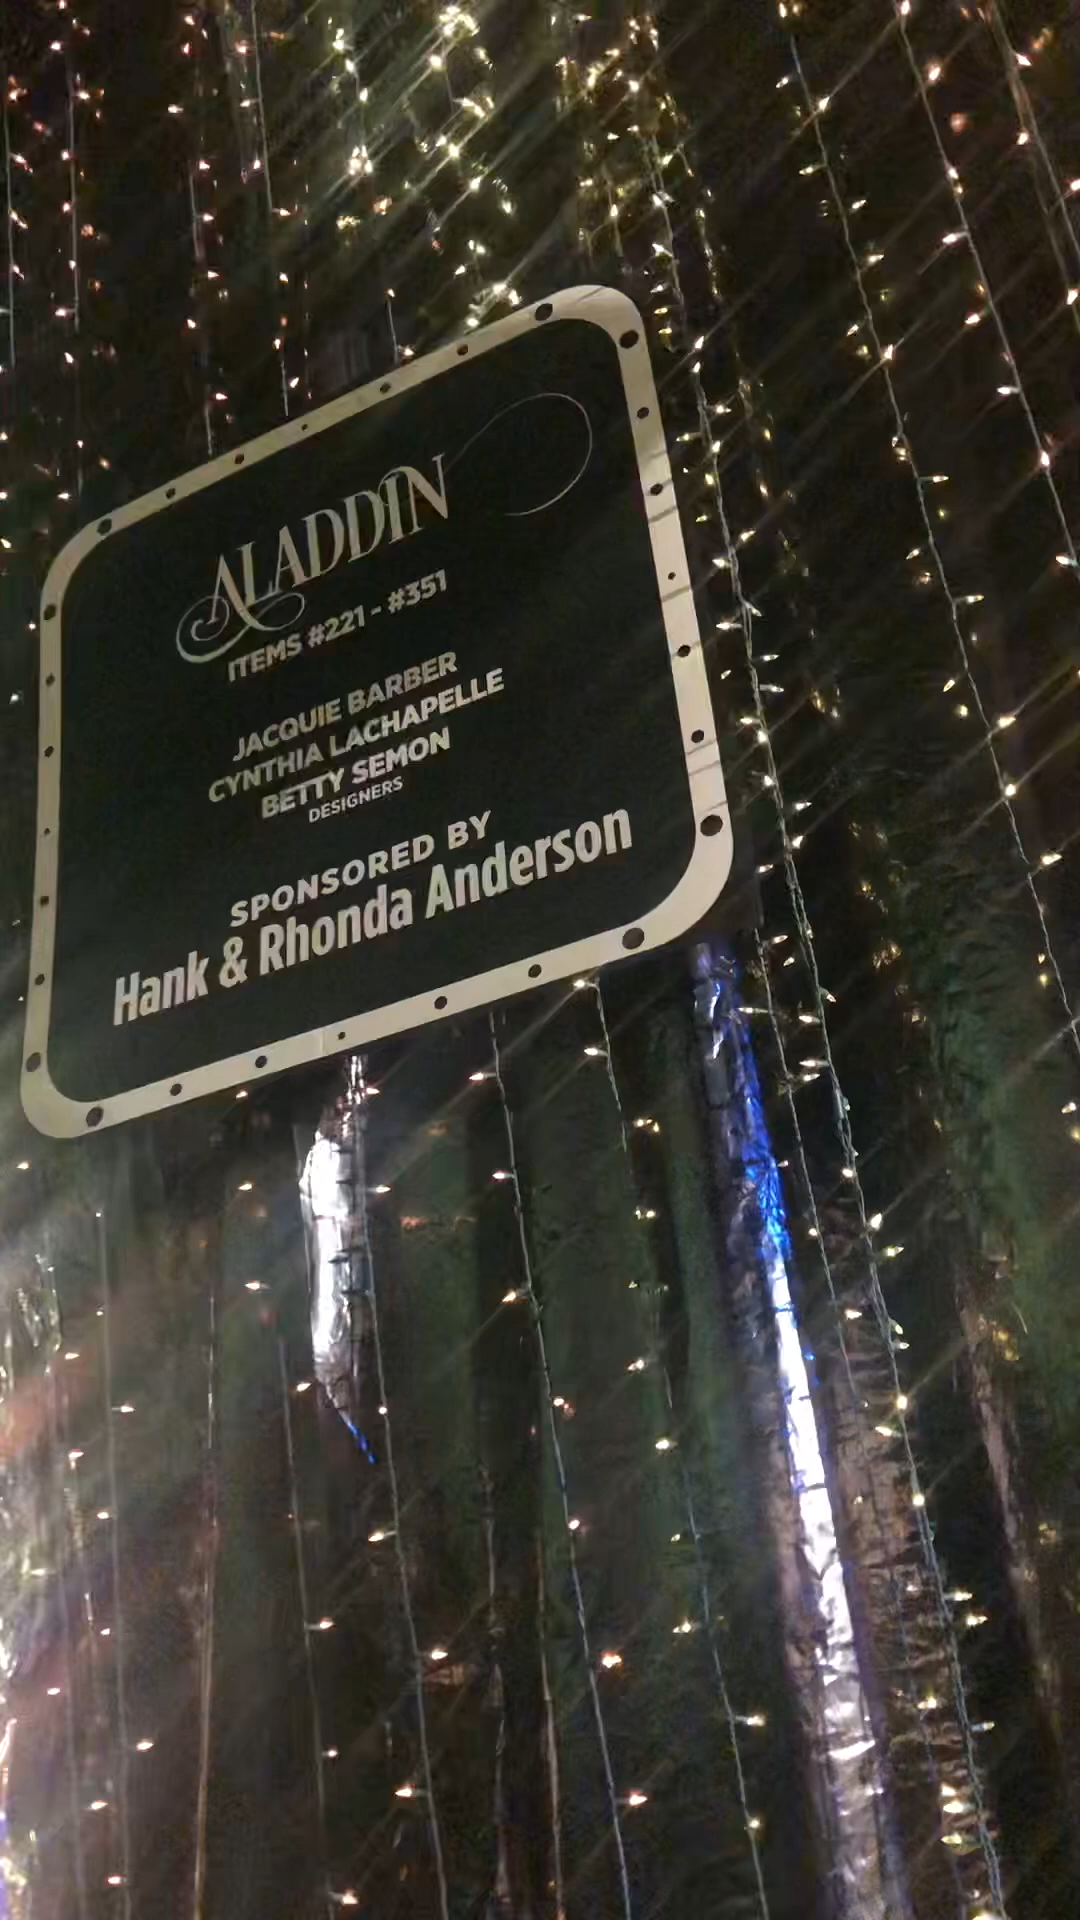 ALADDIN
ITEMS #221 - #351
JACQUIE BARBER
CYNTHIA LACHAPELLE
BETTY SEMON
DESIGNERS
SPONSORED BY
Hank & Rhonda Anderson